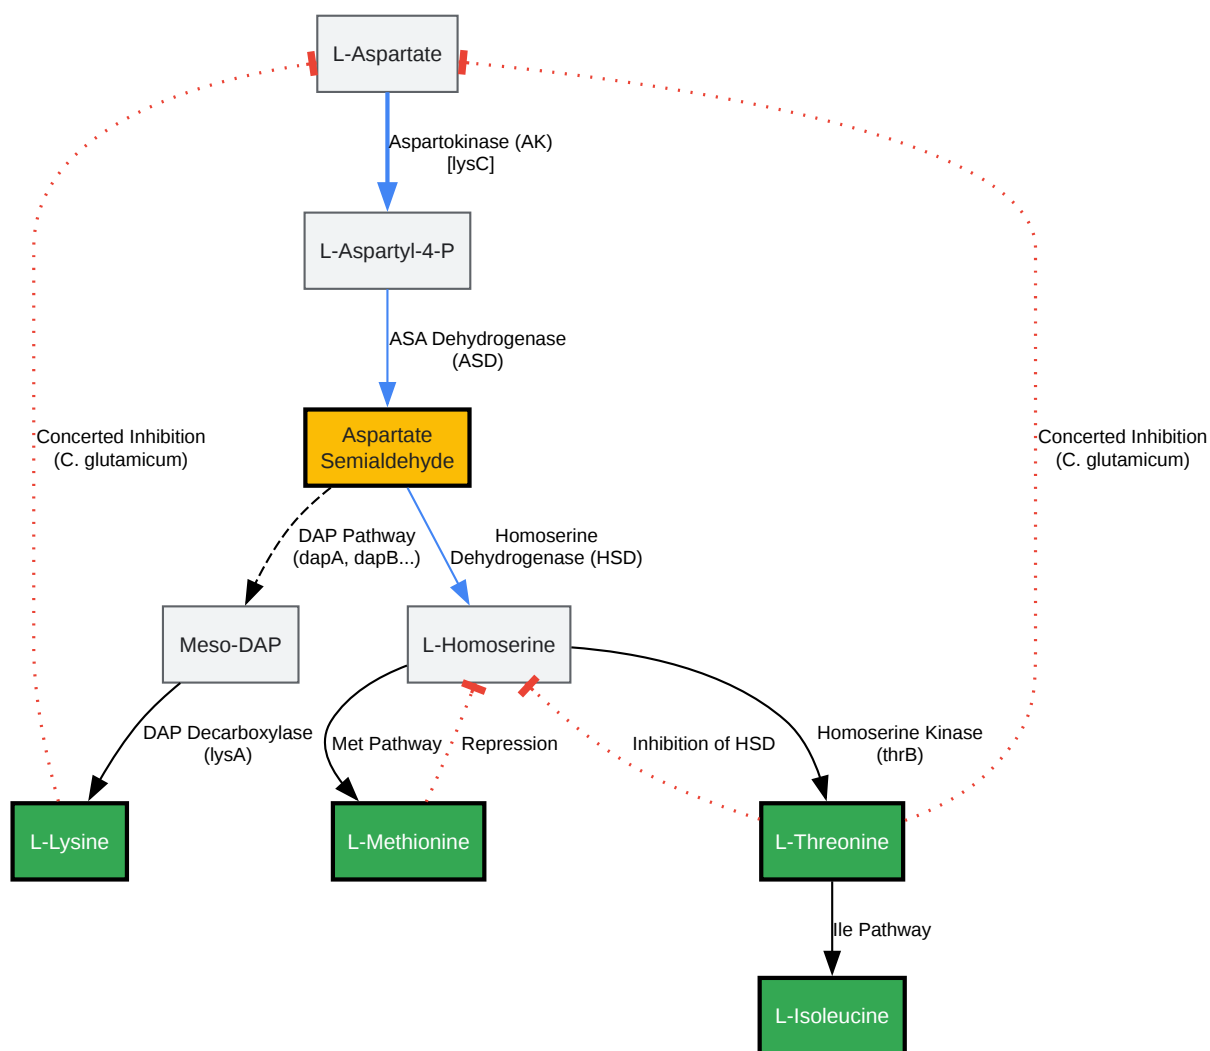 L-Aspartate
Aspartokinase (AK)
[lysC]
L-Aspartyl-4-P
ASA Dehydrogenase
(ASD)
Aspartate
Semialdehyde
Concerted Inhibition
(C. glutamicum)
Concerted Inhibition
(C. glutamicum)
DAP Pathway
(dapA, dapB...)
Homoserine
Dehydrogenase (HSD)
Meso-DAP
L-Homoserine
DAP Decarboxylase
(lysA)
Met Pathway
Repression
Inhibition of HSD
Homoserine Kinase
(thrB)
L-Lysine
L-Methionine
L-Threonine
Ile Pathway
L-Isoleucine